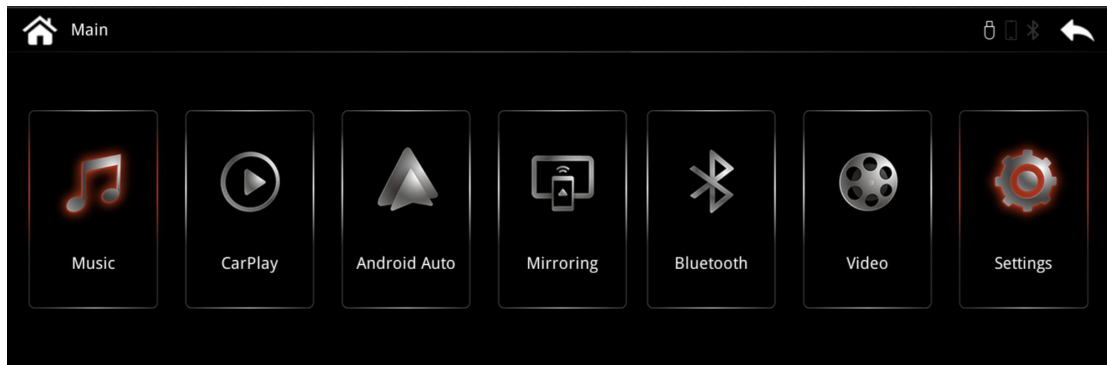 Main
Music
CarPlay
Android Auto
Mirroring
Bluetooth
Video
Settings